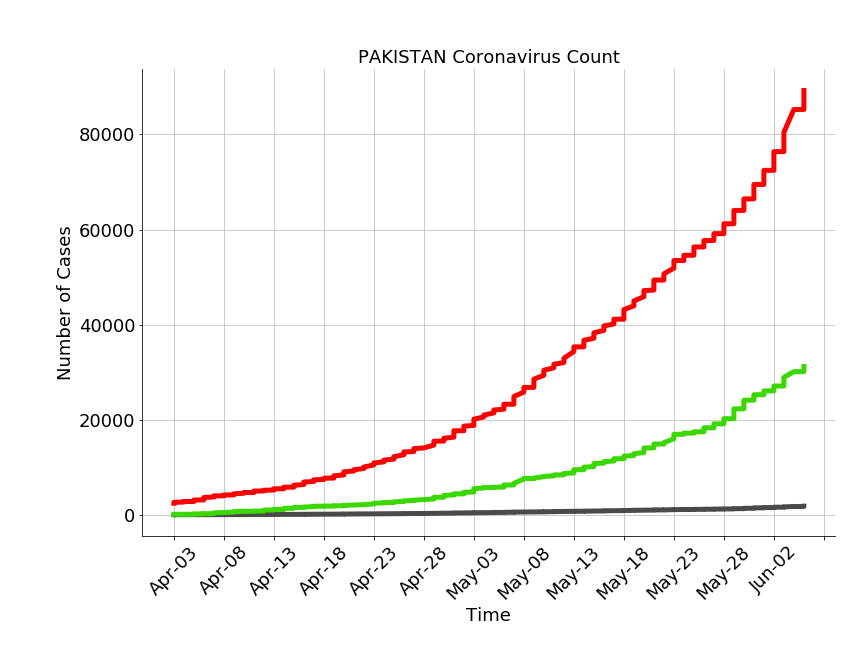 PAKISTAN Coronavirus Count
Number of Cases
80000
60000
40000
20000
0
Apr-03
Apr-08
Apr-13
Apr-18
Apr-23
Apr-28
May-03
May-08
May-13
May-18
May-23
May-28
Jun-02
Time